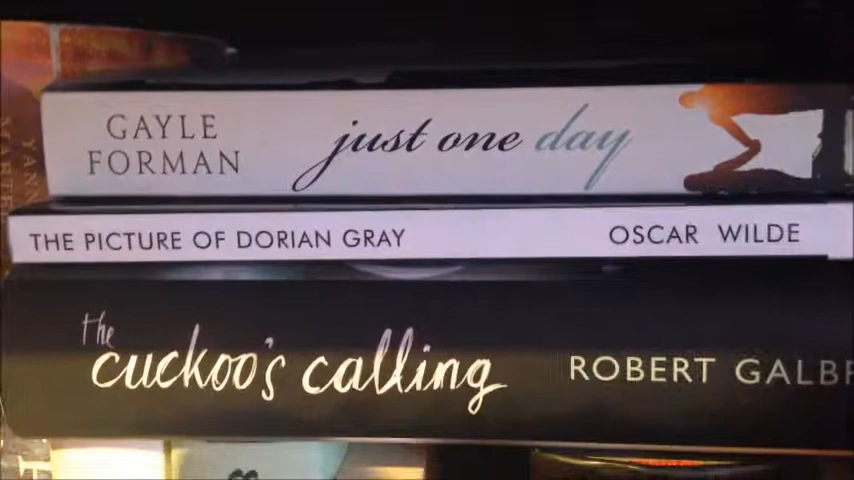 GAYLE
FORMAN
just one day
THE PICTURE OF DORIAN GRAY OSCAR WILDE
the
cuckoo's calling
ROBERT GALB